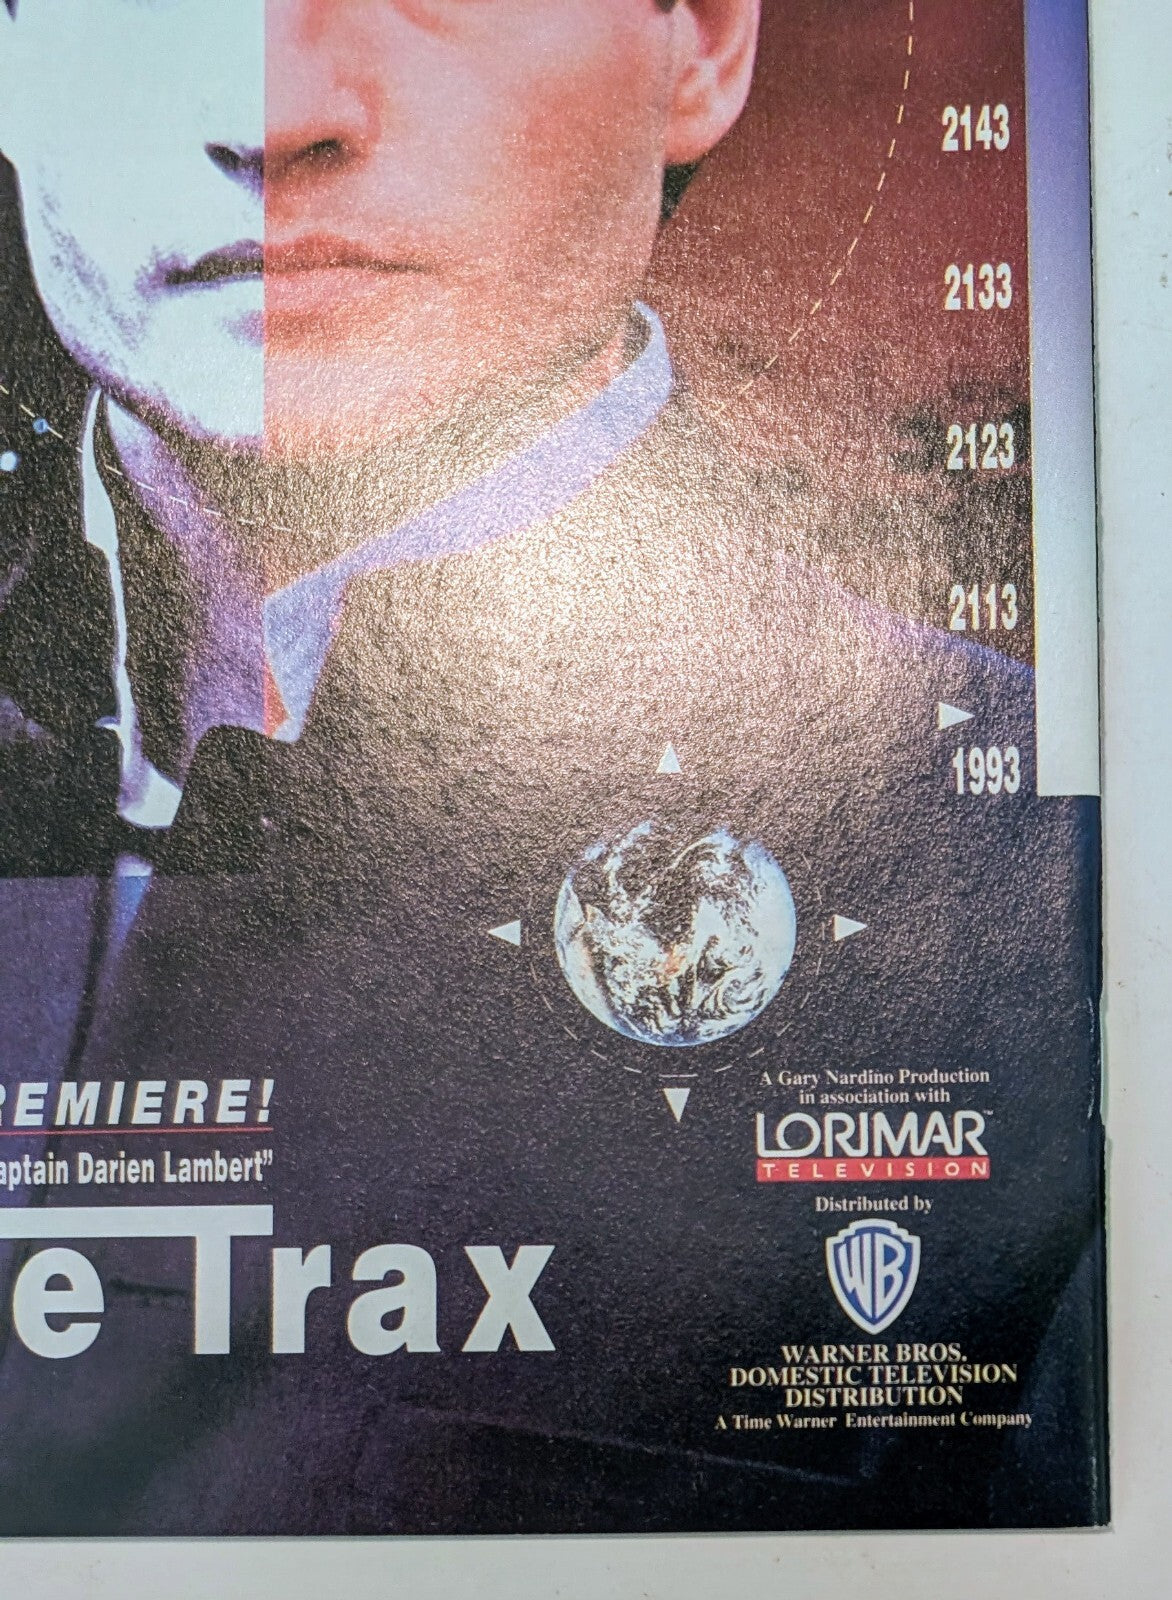 2143
2133
2123
2113
1993
REMIERE!
aptain Darien Lambert"
e Trax
A Gary Nardino Production
in association with
LORIMAR™
TELEVISION
Distributed by
WB
WARNER BROS.
DOMESTIC TELEVISION
DISTRIBUTION
A Time Warner Entertainment Company